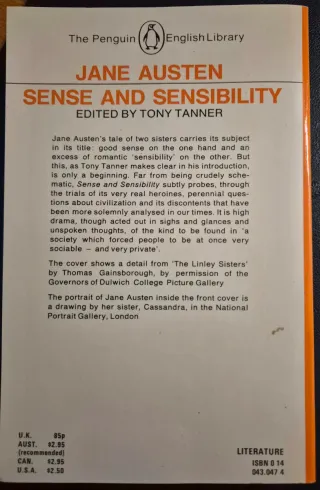 The Penguin English Library
JANE AUSTEN
SENSE AND SENSIBILITY
EDITED BY TONY TANNER
Jane Austen's tale of two sisters carries its subject
in its title: good sense on the one hand and an
excess of romantic 'sensibility' on the other. But
this, as Tony Tanner makes clear in his introduction,
is only a beginning. Far from being crudely sche-
matic, Sense and Sensibility subtly probes, through
the trials of its very real heroines, perennial ques-
tions about civilization and its discontents that have
been more solemnly analysed in our times. It is high
drama, though acted out in sighs and glances and
unspoken thoughts, of the kind to be found in 'a
society which forced people to be at once very
sociable – and very private'.
The cover shows a detail from 'The Linley Sisters'
by Thomas Gainsborough, by permission of the
Governors of Dulwich College Picture Gallery
The portrait of Jane Austen inside the front cover is
a drawing by her sister, Cassandra, in the National
Portrait Gallery, London
U.K. 85p
AUST. $2.95
(recommended)
CAN. $2.95
U.S.A. $2.50
LITERATURE
ISBN 0 14
043.047 4